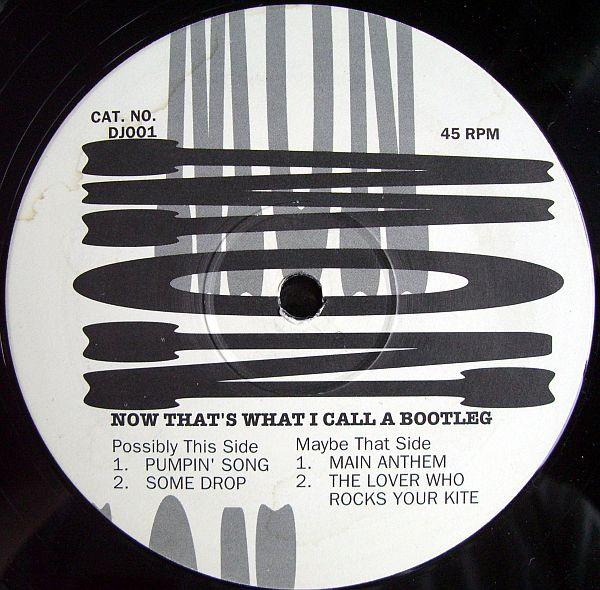 CAT. NO.
DJ001
45 RPM
NOW THAT'S WHAT I CALL A BOOTLEG
Possibly This Side
1. PUMPIN' SONG
2. SOME DROP
Maybe That Side
1. MAIN ANTHEM
2. THE LOVER WHO
ROCKS YOUR KITE